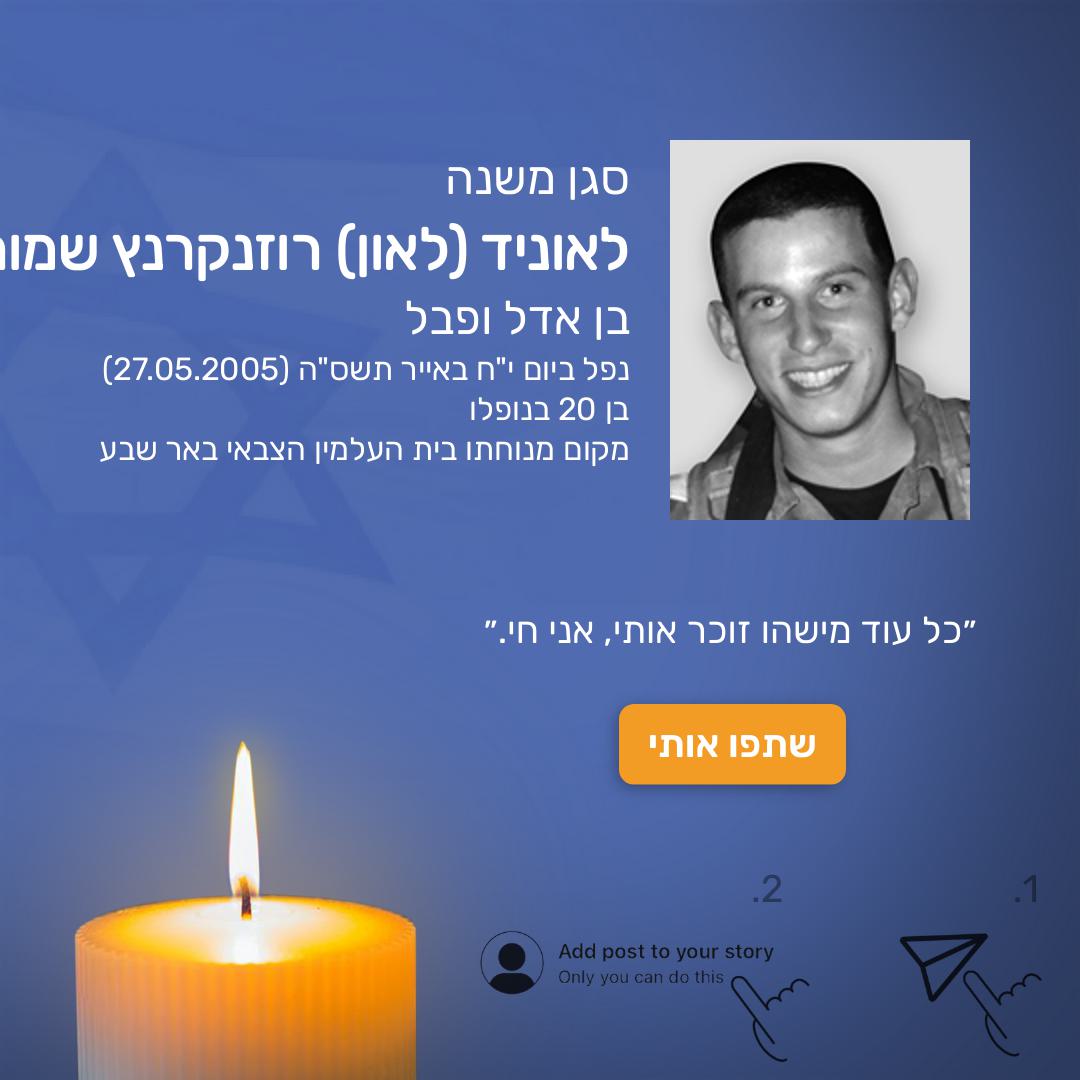 סגן משנה
לאוניד (לאון) רוזנקרנץ
בן אדל ופבל
נפל ביום י"ח באייר תשס"ה (27.05.2005)
בן 20 בנופלו
מקום מנוחתו בית העלמין הצבאי באר שבע
״כל עוד מישהו זוכר אותי, אני חי.״
שתפו אותי
1.
2.
Add post to your story
Only you can do this